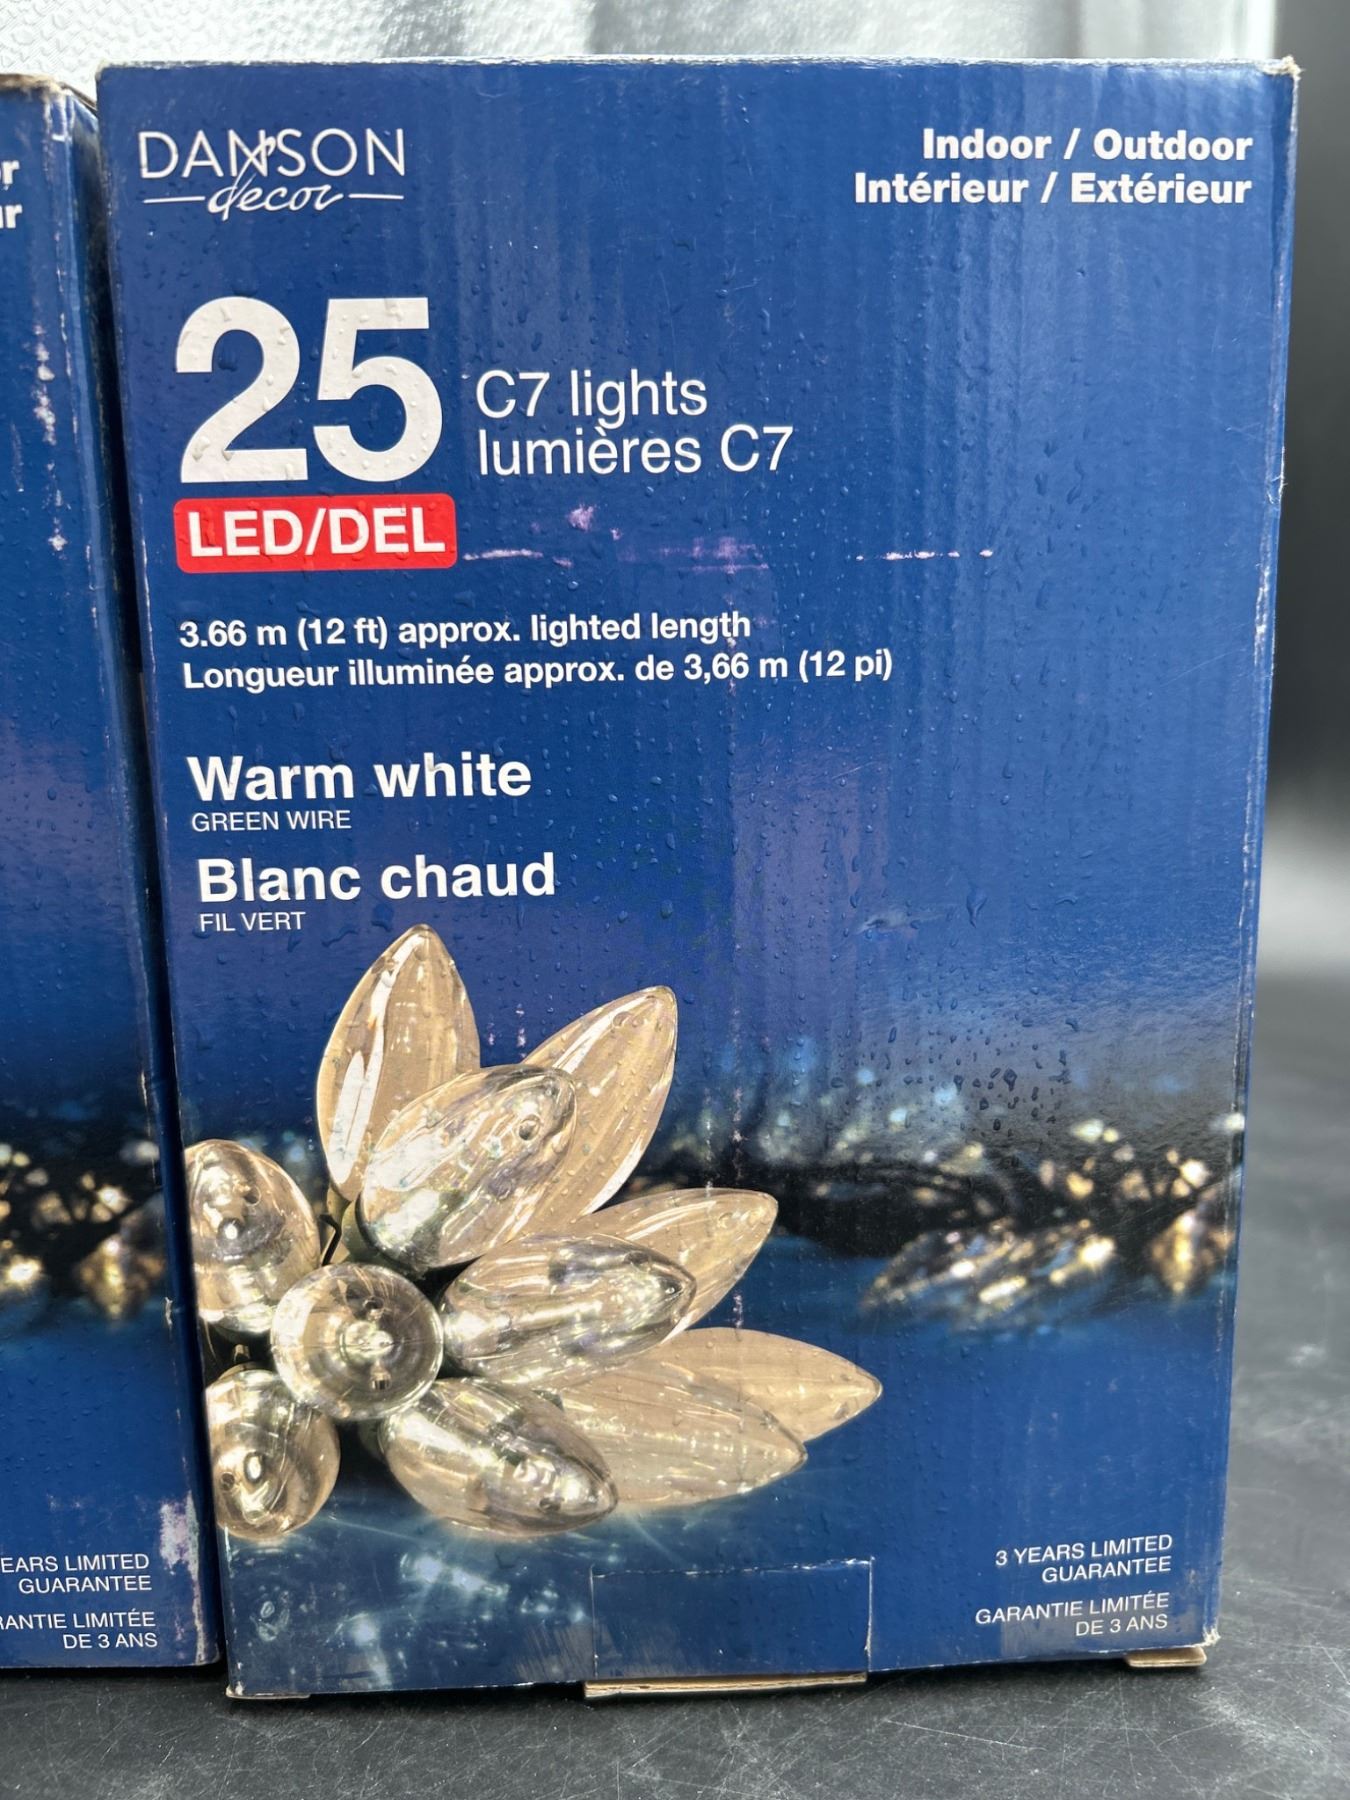 DANSON
decor
Indoor / Outdoor
Intérieur / Extérieur
25
C7 lights
lumières C7
LED/DEL
3.66 m (12 ft) approx. lighted length
Longueur illuminée approx. de 3,66 m (12 pi)
Warm white
GREEN WIRE
Blanc chaud
FIL VERT
3 YEARS LIMITED
GUARANTEE
GARANTIE LIMITÉE
DE 3 ANS
LIMITED
GUARANTEE
LIMITÉE
DE 3 ANS